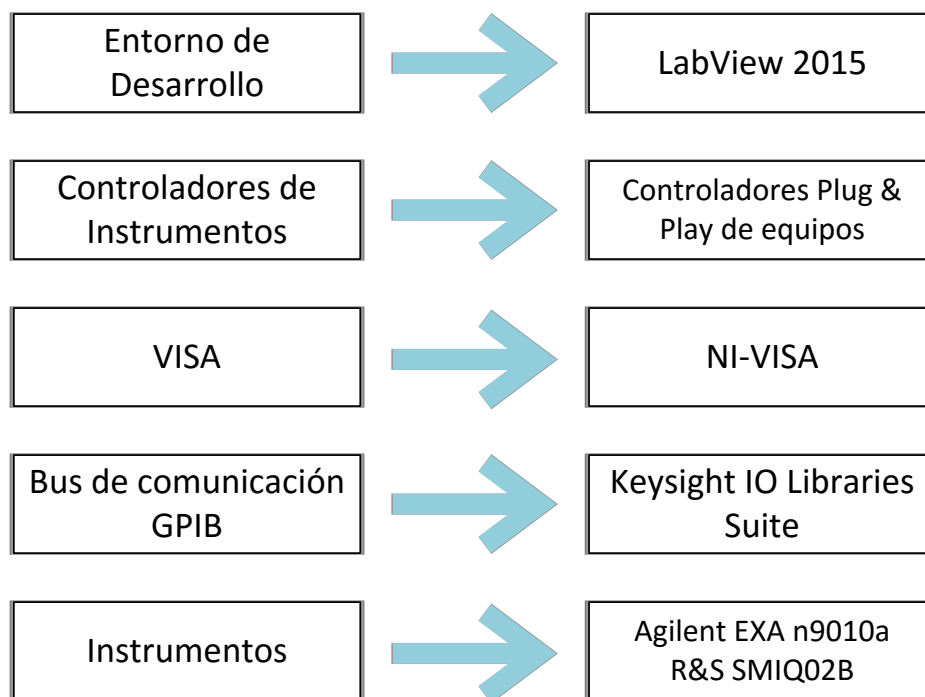 Entorno de
Desarrollo
LabView 2015
Controladores de
Instrumentos
Controladores Plug &
Play de equipos
VISA
NI-VISA
Bus de comunicación
GPIB
Keysight IO Libraries
Suite
Instrumentos
Agilent EXA n9010a
R&S SMIQ02B